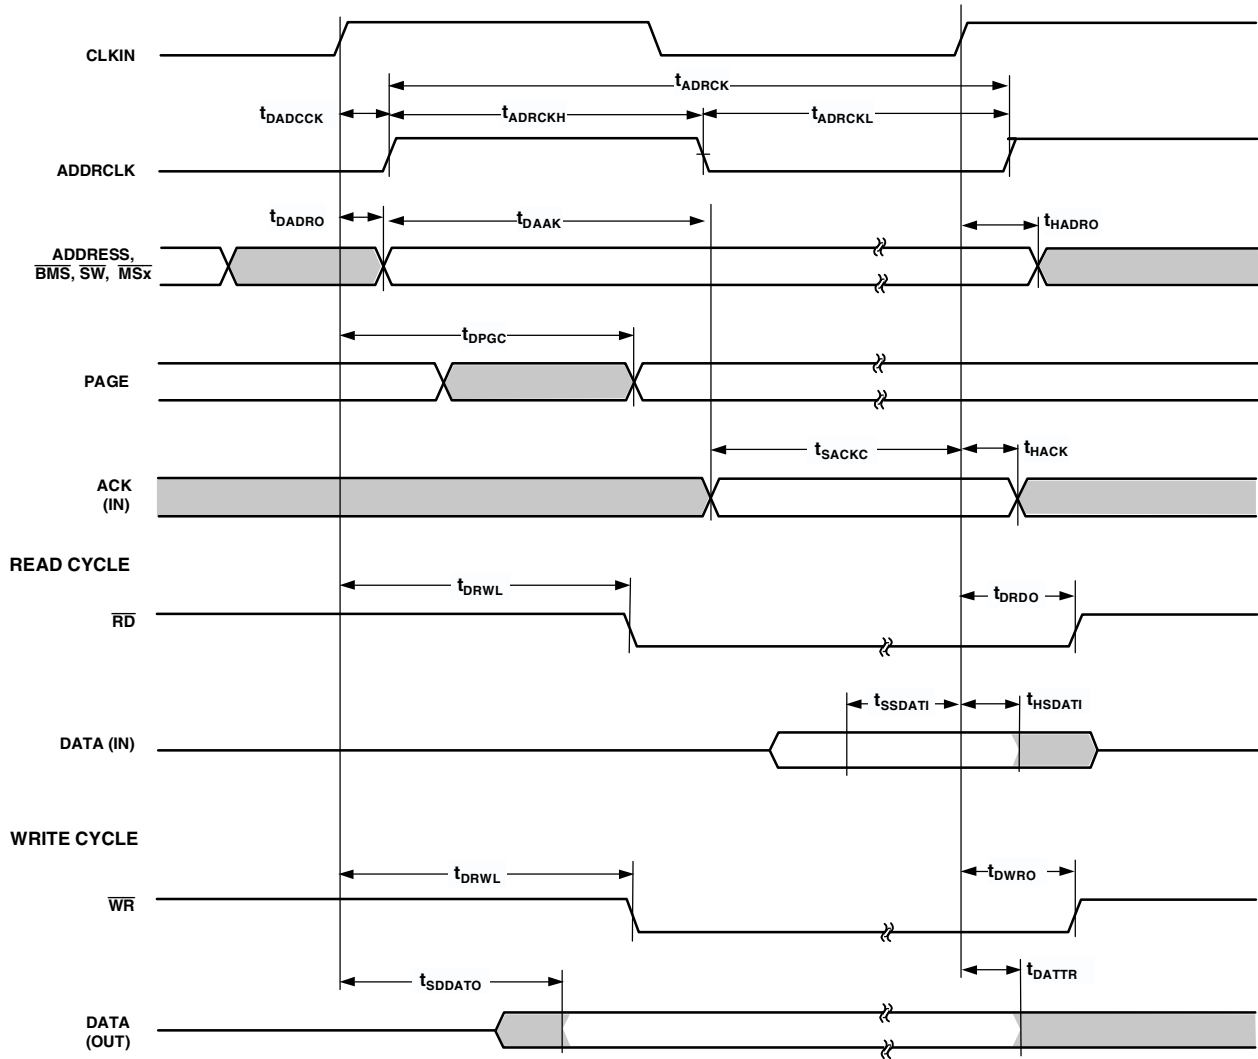 CLKIN
tADRCK
tDADCCK
tADRCKH
tADRCKL
ADDRCLK
tDADRO
tDAAK
tHADRO
ADDRESS,
BMS, SW, MSx
tDPGC
PAGE
tSACKC
tHACK
ACK
(IN)
READ CYCLE
tDRWL
tDRDO
RD
tSSDATI
tHSDATI
DATA (IN)
WRITE CYCLE
tDRWL
tDWRO
WR
tDATTR
tSDDATO
DATA
(OUT)